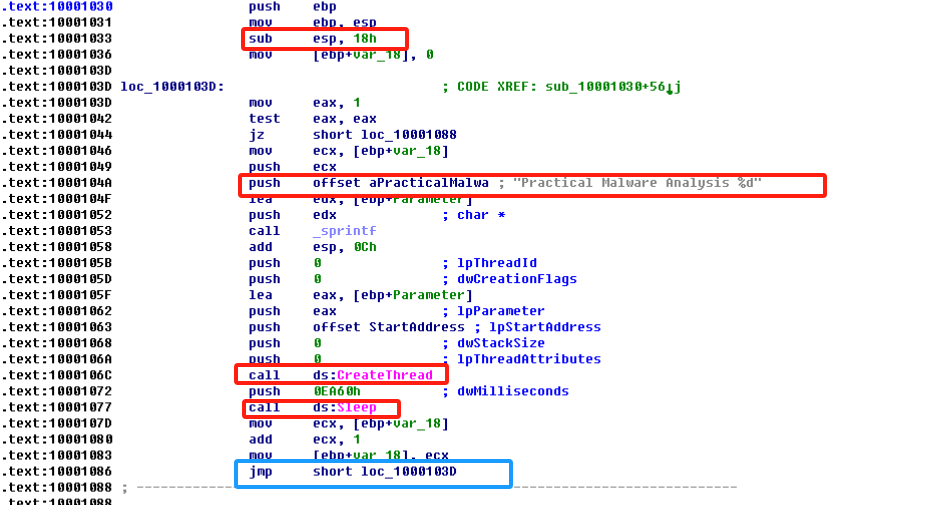 .text:10001030 push ebp
.text:10001031 mov ebp, esp
.text:10001033 sub esp, 18h
.text:10001036 mov [ebp+var_18], 0
.text:1000103D
.text:1000103D loc_1000103D: ; CODE XREF: sub_10001030+56↓j
.text:1000103D mov eax, 1
.text:10001042 test eax, eax
.text:10001044 jz short loc_10001088
.text:10001046 mov ecx, [ebp+var_18]
.text:10001049 push ecx
.text:1000104A push offset aPracticalMalwa ; "Practical Malware Analysis %d"
.text:1000104F lea edx, [ebp+Parameter]
.text:10001052 push edx ; char *
.text:10001053 call _sprintf
.text:10001058 add esp, 0Ch
.text:1000105B push 0 ; lpThreadId
.text:1000105D push 0 ; dwCreationFlags
.text:1000105F lea eax, [ebp+Parameter]
.text:10001062 push eax ; lpParameter
.text:10001063 push offset StartAddress ; lpStartAddress
.text:10001068 push 0 ; dwStackSize
.text:1000106A push 0 ; lpThreadAttributes
.text:1000106C call ds:CreateThread
.text:10001072 push 0EA60h ; dwMilliseconds
.text:10001077 call ds:Sleep
.text:1000107D mov ecx, [ebp+var_18]
.text:10001080 add ecx, 1
.text:10001083 mov [ebp+var_18], ecx
.text:10001086 jmp short loc_1000103D
.text:10001088 ; ---------------------------------------------------------------------------
.text:10001088